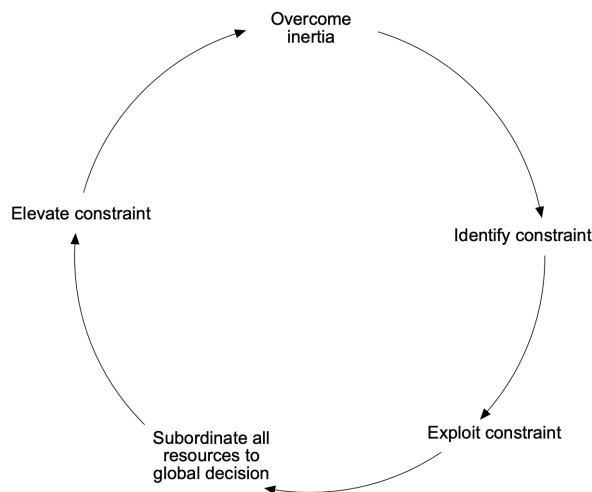 Overcome
inertia
Identify constraint
Exploit constraint
Subordinate all
resources to
global decision
Elevate constraint